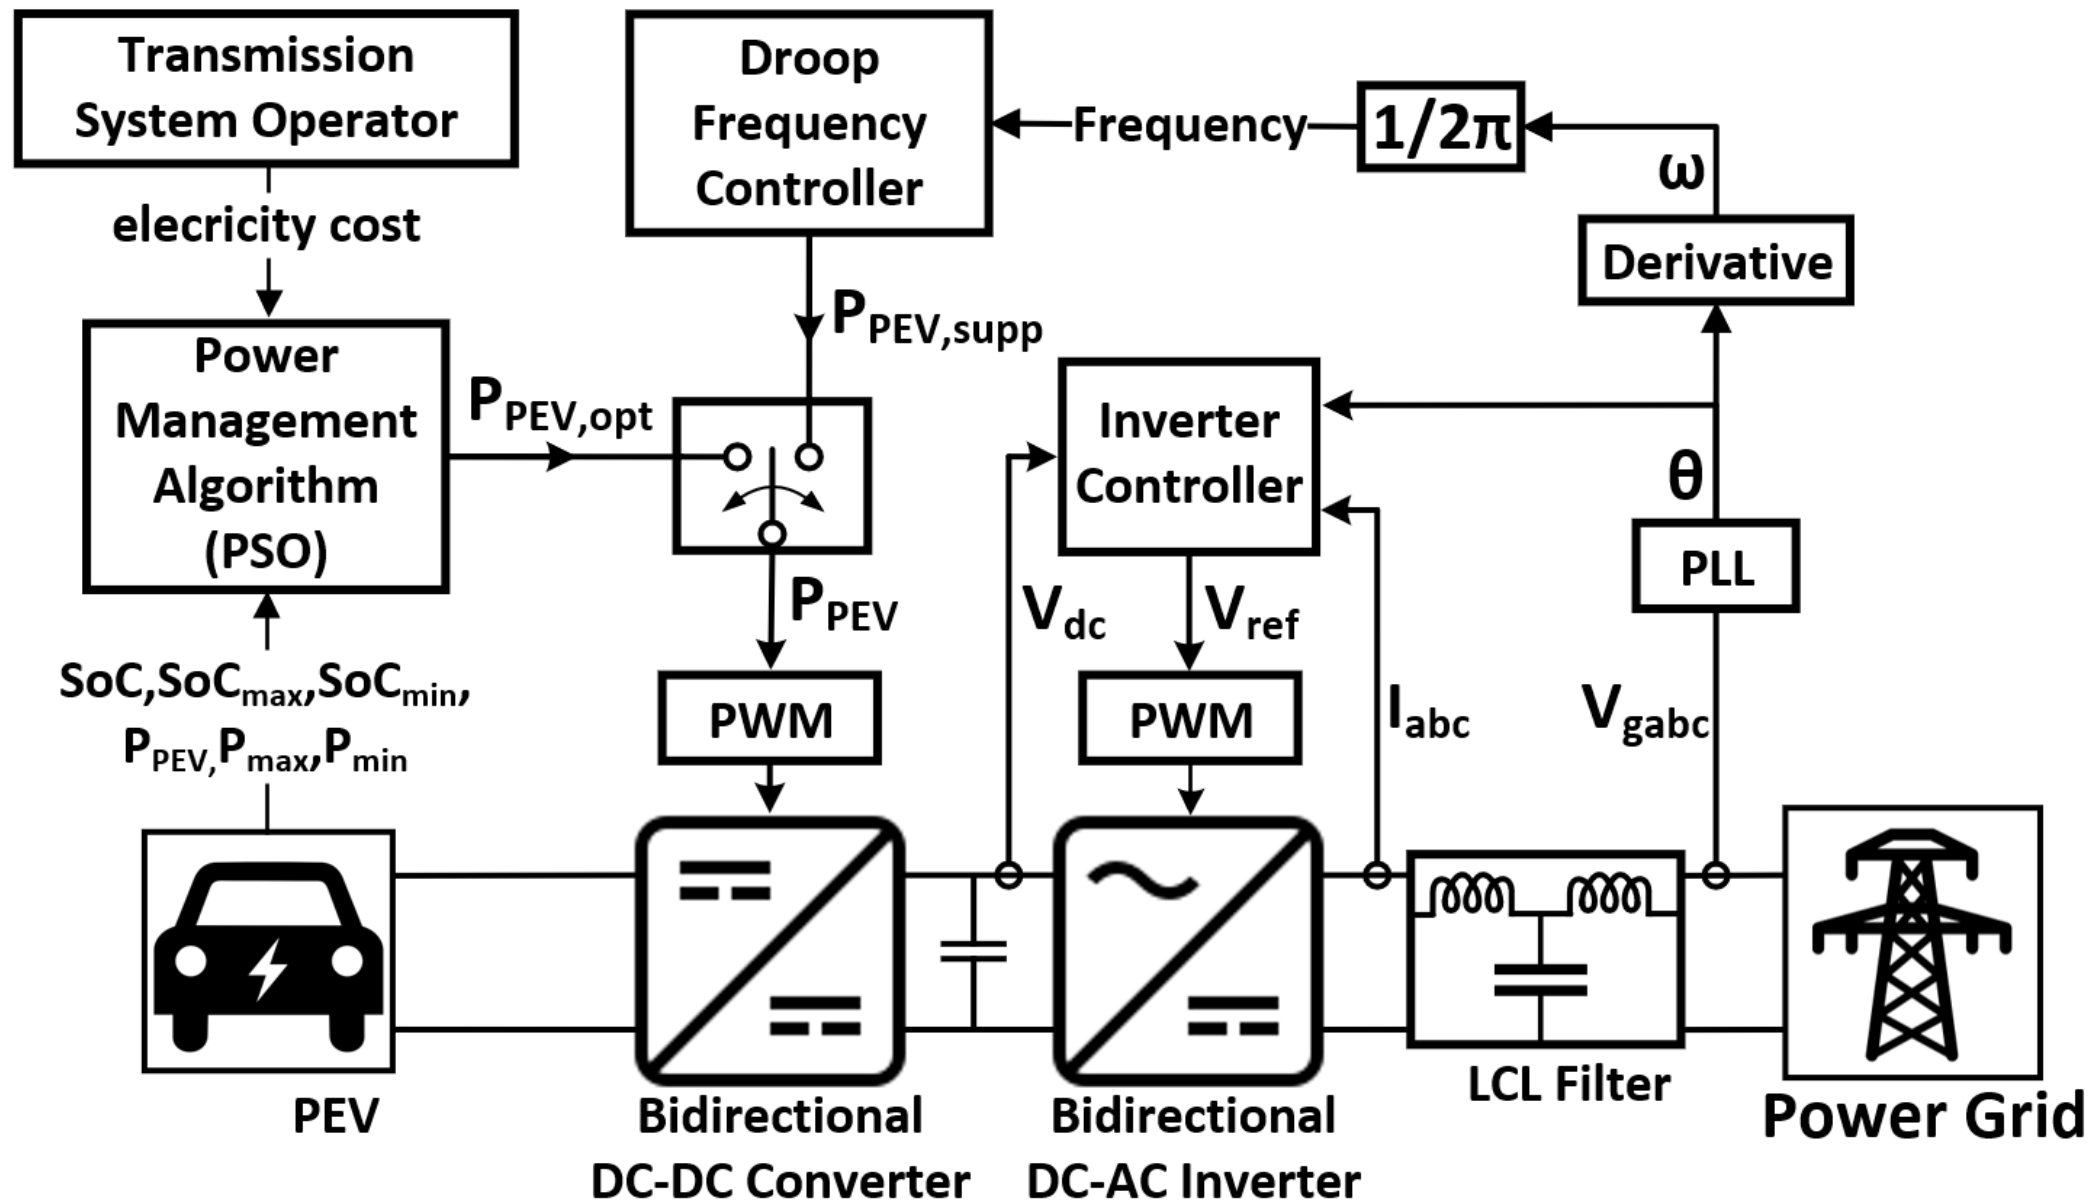 Transmission
System Operator
elecricity cost
Power
Management
Algorithm
(PSO)
SoC,SoCmax,SoCmin,
PPEV,Pmax,Pmin
PEV
Droop
Frequency
Controller
Frequency
1/2π
ω
Derivative
PPEV,supp
PPEV,opt
PPEV
PWM
Inverter
Controller
θ
PLL
Vdc
Vref
PWM
Iabc
Vgabc
Bidirectional
DC-DC Converter
Bidirectional
DC-AC Inverter
LCL Filter
Power Grid